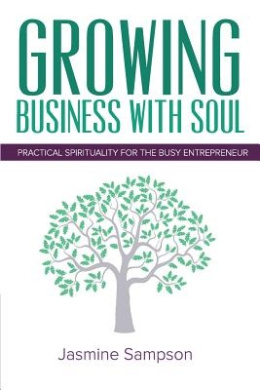 GROWING
BUSINESS WITH SOUL
PRACTICAL SPIRITUALITY FOR THE BUSY ENTREPRENEUR
Jasmine Sampson